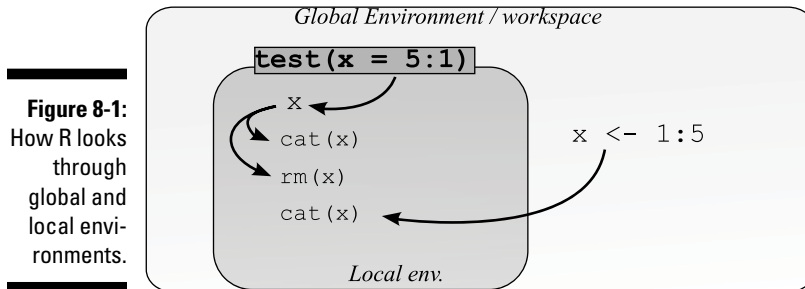 Global Environment / workspace
test(x = 5:1)
Figure 8-1:
How R looks
through
global and
local envi-
ronments.
x
cat(x)
rm(x)
cat(x)
x <- 1:5
Local env.